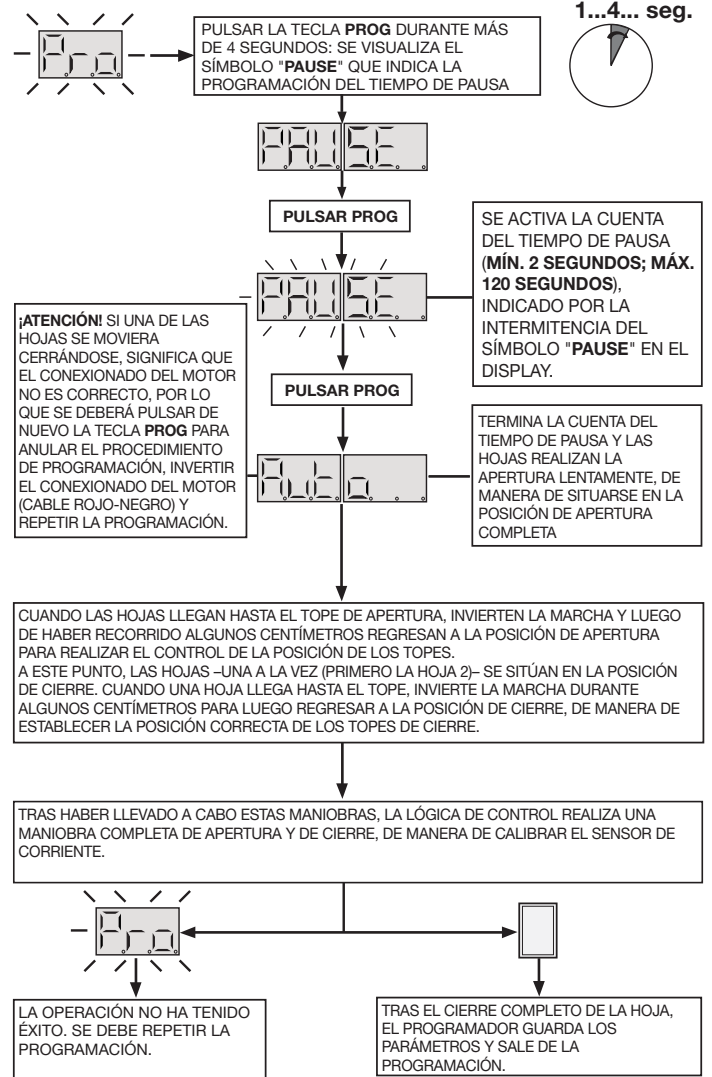 1...4... seg.
Pro
PULSAR LA TECLA PROG DURANTE MÁS
DE 4 SEGUNDOS: SE VISUALIZA EL
SÍMBOLO "PAUSE" QUE INDICA LA
PROGRAMACIÓN DEL TIEMPO DE PAUSA
PAUSE
PULSAR PROG
PAUSE
SE ACTIVA LA CUENTA
DEL TIEMPO DE PAUSA
(MÍN. 2 SEGUNDOS; MÁX.
120 SEGUNDOS),
INDICADO POR LA
INTERMITENCIA DEL
SÍMBOLO "PAUSE" EN EL
DISPLAY.
¡ATENCIÓN! SI UNA DE LAS
HOJAS SE MOVIERA
CERRÁNDOSE, SIGNIFICA QUE
EL CONEXIONADO DEL MOTOR
NO ES CORRECTO, POR LO
QUE SE DEBERÁ PULSAR DE
NUEVO LA TECLA PROG PARA
ANULAR EL PROCEDIMIENTO
DE PROGRAMACIÓN, INVERTIR
EL CONEXIONADO DEL MOTOR
(CABLE ROJO-NEGRO) Y
REPETIR LA PROGRAMACIÓN.
PULSAR PROG
Auto
TERMINA LA CUENTA DEL
TIEMPO DE PAUSA Y LAS
HOJAS REALIZAN LA
APERTURA LENTAMENTE, DE
MANERA DE SITUARSE EN LA
POSICIÓN DE APERTURA
COMPLETA
CUANDO LAS HOJAS LLEGAN HASTA EL TOPE DE APERTURA, INVIERTEN LA MARCHA Y LUEGO
DE HABER RECORRIDO ALGUNOS CENTÍMETROS REGRESAN A LA POSICIÓN DE APERTURA
PARA REALIZAR EL CONTROL DE LA POSICIÓN DE LOS TOPES.
A ESTE PUNTO, LAS HOJAS –UNA A LA VEZ (PRIMERO LA HOJA 2)– SE SITÚAN EN LA POSICIÓN
DE CIERRE. CUANDO UNA HOJA LLEGA HASTA EL TOPE, INVIERTE LA MARCHA DURANTE
ALGUNOS CENTÍMETROS PARA LUEGO REGRESAR A LA POSICIÓN DE CIERRE, DE MANERA DE
ESTABLECER LA POSICIÓN CORRECTA DE LOS TOPES DE CIERRE.
TRAS HABER LLEVADO A CABO ESTAS MANIOBRAS, LA LÓGICA DE CONTROL REALIZA UNA
MANIOBRA COMPLETA DE APERTURA Y DE CIERRE, DE MANERA DE CALIBRAR EL SENSOR DE
CORRIENTE.
Pro
LA OPERACIÓN NO HA TENIDO
ÉXITO. SE DEBE REPETIR LA
PROGRAMACIÓN.
TRAS EL CIERRE COMPLETO DE LA HOJA,
EL PROGRAMADOR GUARDA LOS
PARÁMETROS Y SALE DE LA
PROGRAMACIÓN.